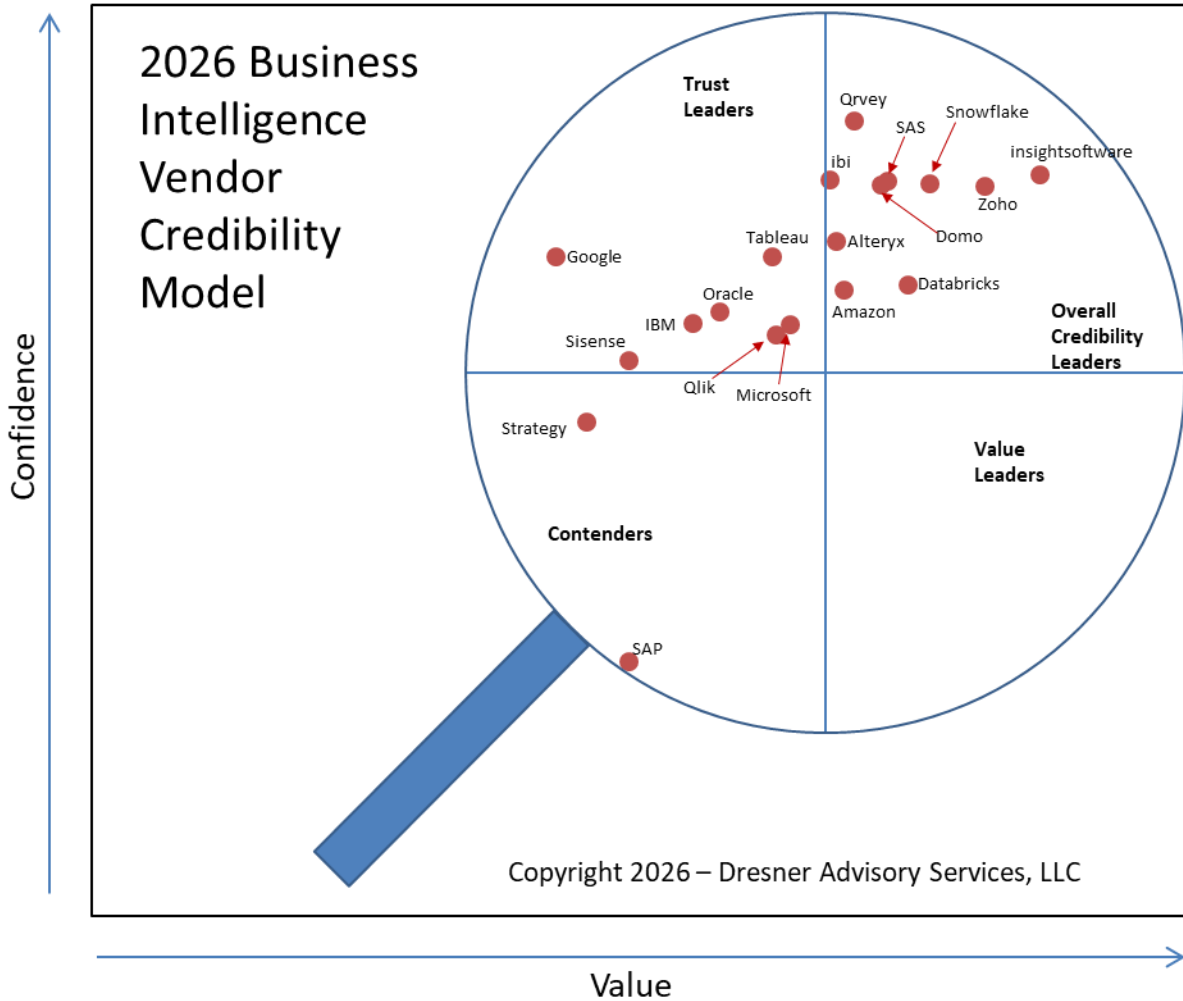 2026 Business
Intelligence
Vendor
Credibility
Model
Trust
Leaders
Qrvey
Snowflake
SAS
insightsoftware
ibi
Zoho
Domo
Tableau
Alteryx
Google
Databricks
Oracle
Amazon
IBM
Overall
Credibility
Leaders
Sisense
Qlik
Microsoft
Strategy
Value
Leaders
Contenders
SAP
Confidence
Copyright 2026 – Dresner Advisory Services, LLC
Value